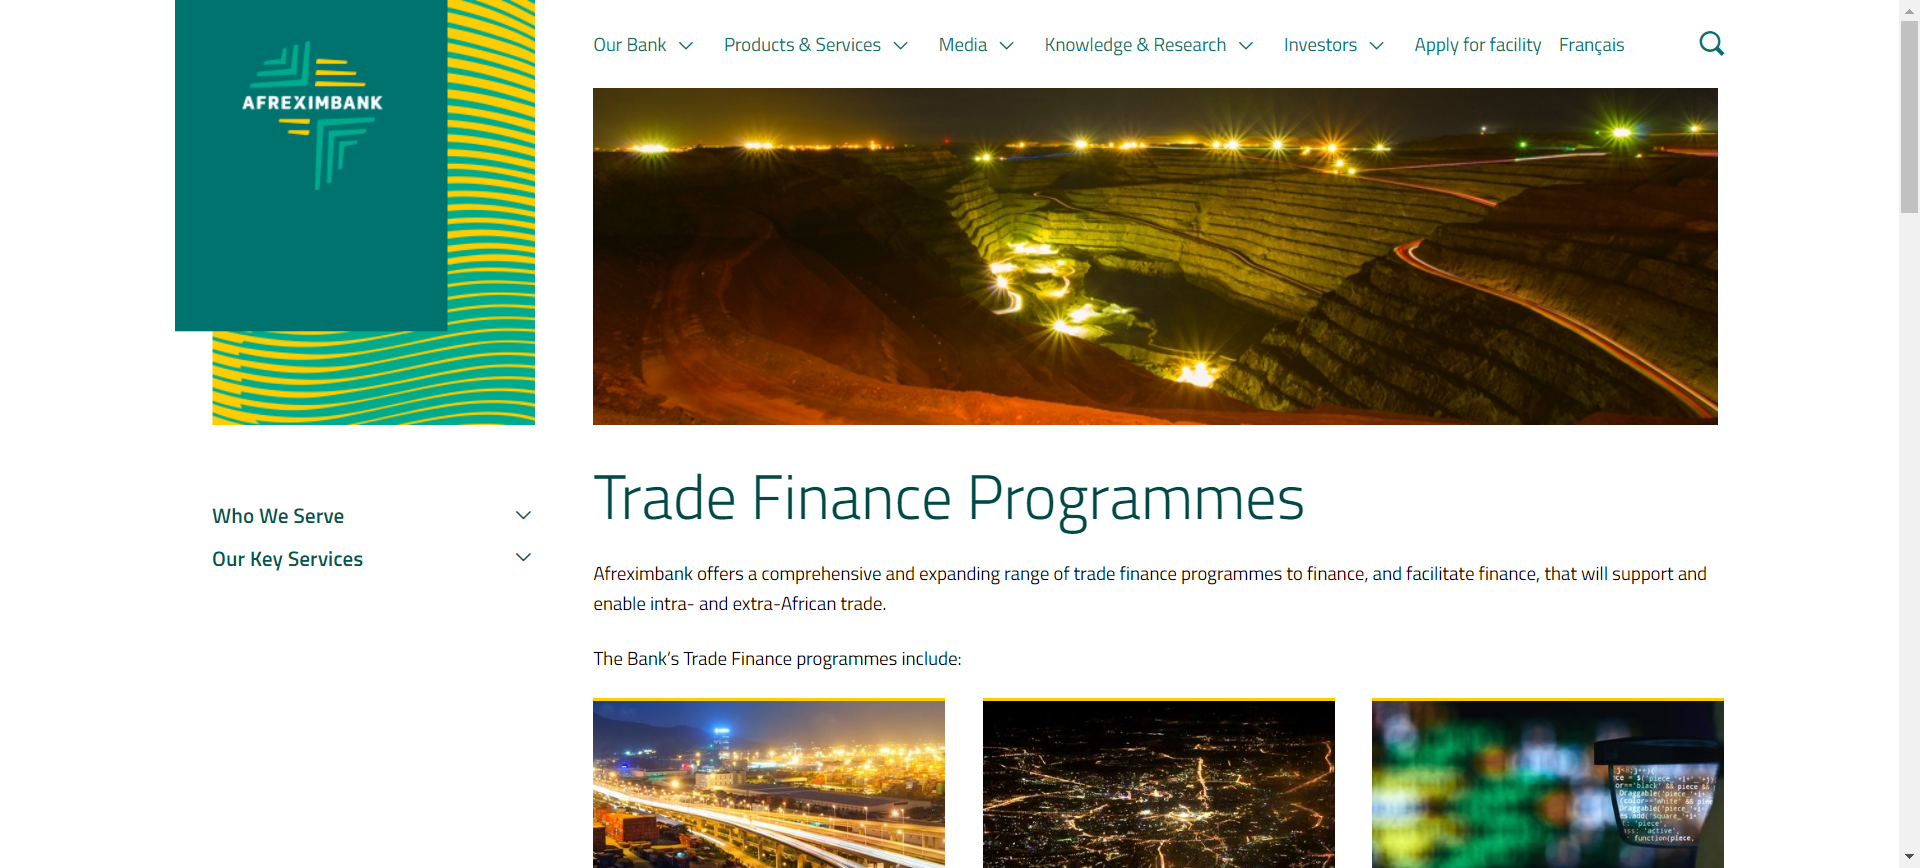 AFREXIMBANK
Our Bank
Products & Services
Media
Knowledge & Research
Investors
Apply for facility
Français
Trade Finance Programmes
Who We Serve
Our Key Services
Afreximbank offers a comprehensive and expanding range of trade finance programmes to finance, and facilitate finance, that will support and
enable intra- and extra-African trade.
The Bank’s Trade Finance programmes include: